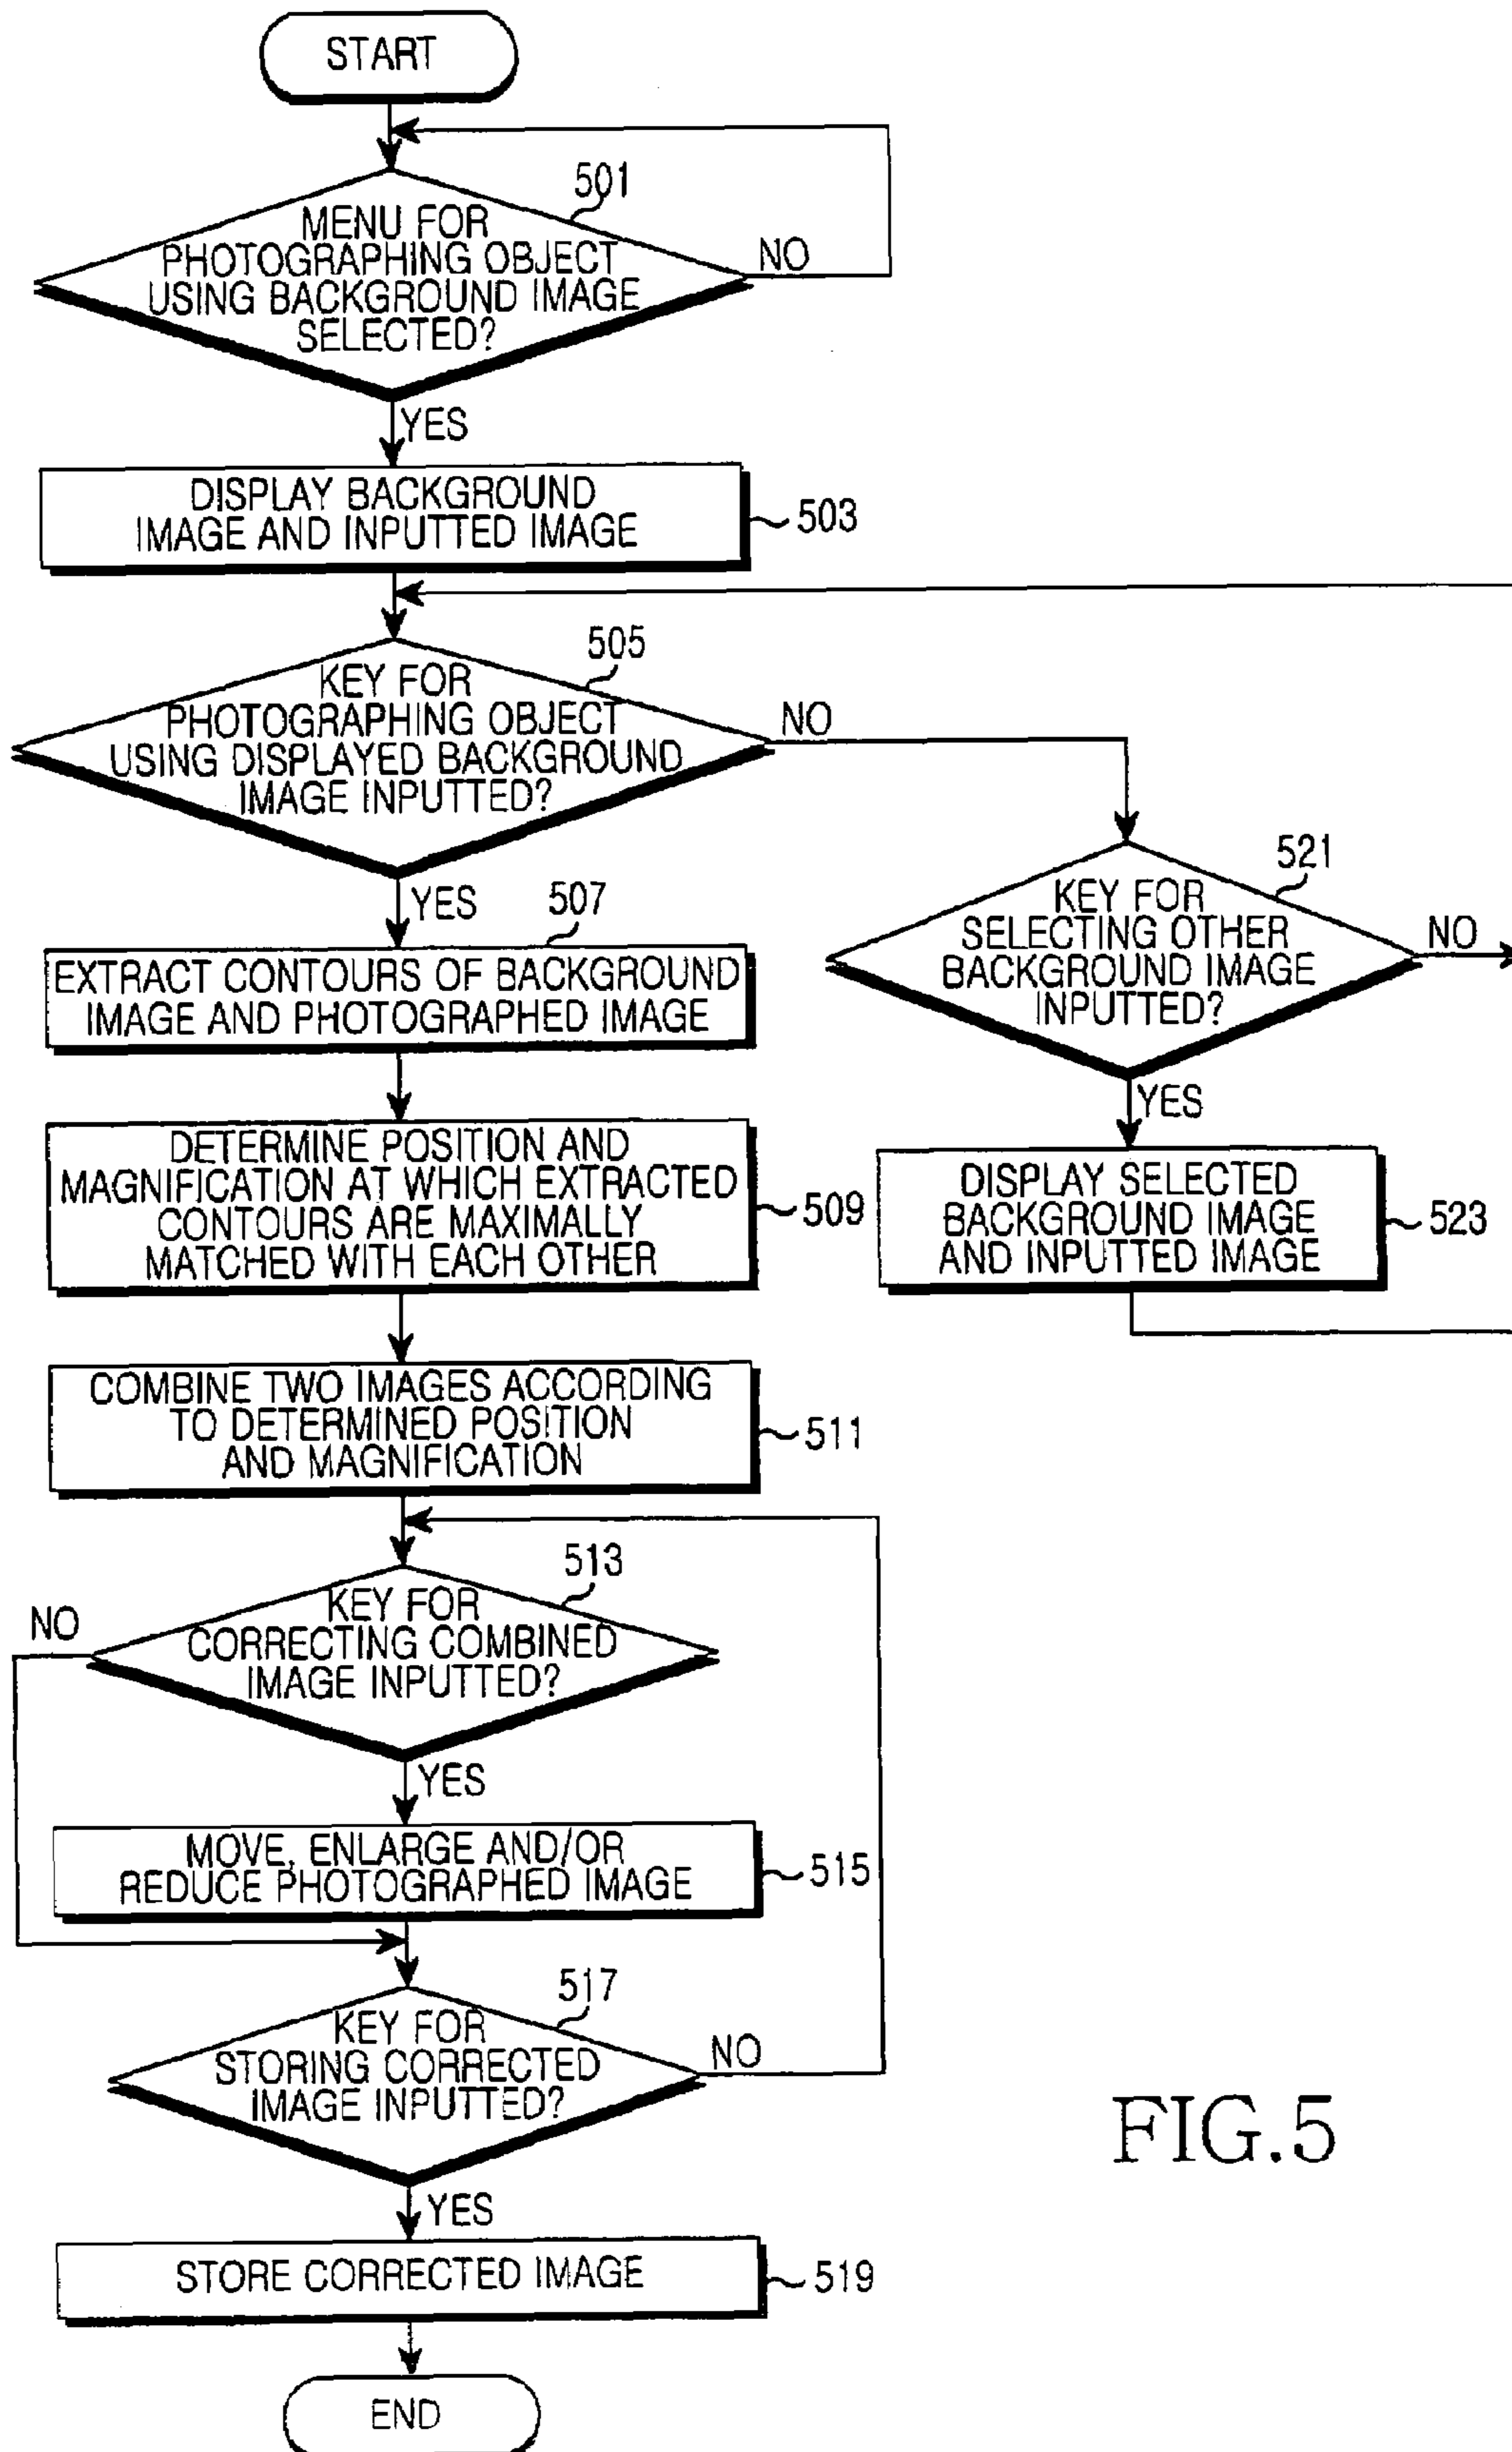 START
501
MENU FOR
PHOTOGRAPHING OBJECT
USING BACKGROUND IMAGE
SELECTED?
NO
YES
DISPLAY BACKGROUND
IMAGE AND INPUTTED IMAGE
503
505
KEY FOR
PHOTOGRAPHING OBJECT
USING DISPLAYED BACKGROUND
IMAGE INPUTTED?
NO
YES
521
KEY FOR
SELECTING OTHER
BACKGROUND IMAGE
INPUTTED?
NO
YES
DISPLAY SELECTED
BACKGROUND IMAGE
AND INPUTTED IMAGE
523
507
EXTRACT CONTOURS OF BACKGROUND
IMAGE AND PHOTOGRAPHED IMAGE
DETERMINE POSITION AND
MAGNIFICATION AT WHICH EXTRACTED
CONTOURS ARE MAXIMALLY
MATCHED WITH EACH OTHER
509
COMBINE TWO IMAGES ACCORDING
TO DETERMINED POSITION
AND MAGNIFICATION
511
513
KEY FOR
CORRECTING COMBINED
IMAGE INPUTTED?
NO
YES
MOVE, ENLARGE AND/OR
REDUCE PHOTOGRAPHED IMAGE
515
517
KEY FOR
STORING CORRECTED
IMAGE INPUTTED?
NO
YES
STORE CORRECTED IMAGE
519
END
FIG.5